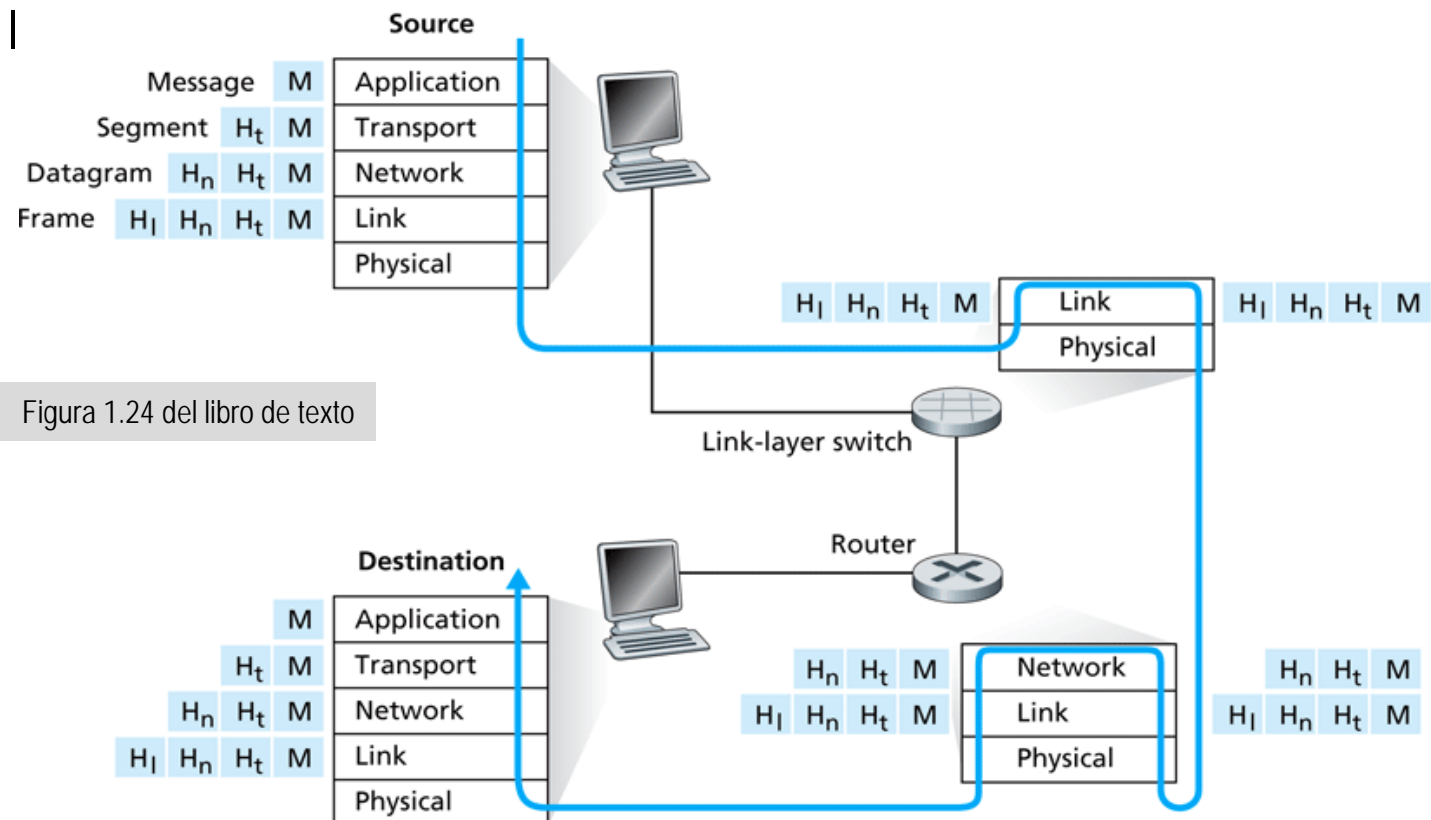 Source
Message M Application
Segment Ht M Transport
Datagram Hn Ht M Network
Frame Hl Hn Ht M Link
Physical
Hl Hn Ht M Link Hl Hn Ht M
Physical
Figura 1.24 del libro de texto
Link-layer switch
Router
Destination
M Application
Ht M Transport
Hn Ht M Network
Hl Hn Ht M Link
Physical
Hn Ht M Network Hn Ht M
Hl Hn Ht M Link Hl Hn Ht M
Physical